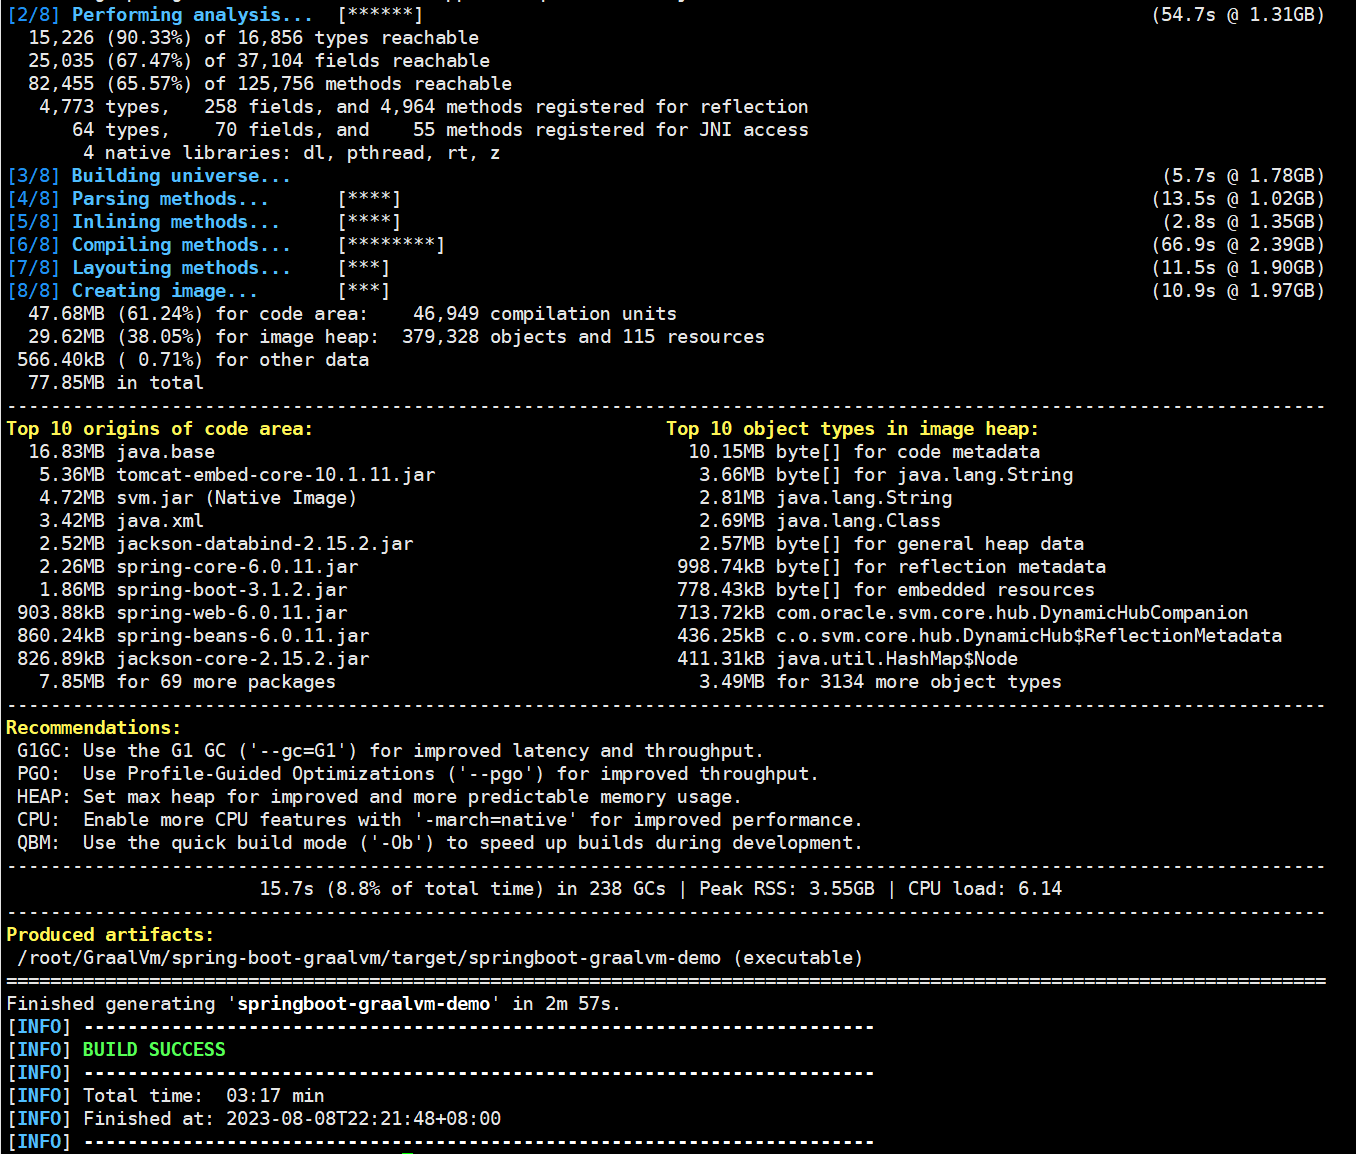 [2/8] Performing analysis...  [******]                                                                  (54.7s @ 1.31GB)
  15,226 (90.33%) of 16,856 types reachable
  25,035 (67.47%) of 37,104 fields reachable
  82,455 (65.57%) of 125,756 methods reachable
   4,773 types,   258 fields, and 4,964 methods registered for reflection
      64 types,    70 fields, and    55 methods registered for JNI access
       4 native libraries: dl, pthread, rt, z
[3/8] Building universe...                                                                               (5.7s @ 1.78GB)
[4/8] Parsing methods...      [****]                                                                    (13.5s @ 1.02GB)
[5/8] Inlining methods...     [****]                                                                     (2.8s @ 1.35GB)
[6/8] Compiling methods...    [********]                                                                (66.9s @ 2.39GB)
[7/8] Layouting methods...    [***]                                                                     (11.5s @ 1.90GB)
[8/8] Creating image...       [***]                                                                     (10.9s @ 1.97GB)
  47.68MB (61.24%) for code area:    46,949 compilation units
  29.62MB (38.05%) for image heap:  379,328 objects and 115 resources
 566.40kB ( 0.71%) for other data
  77.85MB in total
------------------------------------------------------------------------------------------------------------------------
Top 10 origins of code area:                                Top 10 object types in image heap:
  16.83MB java.base                                           10.15MB byte[] for code metadata
   5.36MB tomcat-embed-core-10.1.11.jar                        3.66MB byte[] for java.lang.String
   4.72MB svm.jar (Native Image)                               2.81MB java.lang.String
   3.42MB java.xml                                             2.69MB java.lang.Class
   2.52MB jackson-databind-2.15.2.jar                          2.57MB byte[] for general heap data
   2.26MB spring-core-6.0.11.jar                             998.74kB byte[] for reflection metadata
   1.86MB spring-boot-3.1.2.jar                              778.43kB byte[] for embedded resources
 903.88kB spring-web-6.0.11.jar                              713.72kB com.oracle.svm.core.hub.DynamicHubCompanion
 860.24kB spring-beans-6.0.11.jar                            436.25kB c.o.svm.core.hub.DynamicHub$ReflectionMetadata
 826.89kB jackson-core-2.15.2.jar                            411.31kB java.util.HashMap$Node
   7.85MB for 69 more packages                                 3.49MB for 3134 more object types
------------------------------------------------------------------------------------------------------------------------
Recommendations:
 G1GC: Use the G1 GC ('--gc=G1') for improved latency and throughput.
 PGO:  Use Profile-Guided Optimizations ('--pgo') for improved throughput.
 HEAP: Set max heap for improved and more predictable memory usage.
 CPU:  Enable more CPU features with '-march=native' for improved performance.
 QBM:  Use the quick build mode ('-Ob') to speed up builds during development.
------------------------------------------------------------------------------------------------------------------------
                       15.7s (8.8% of total time) in 238 GCs | Peak RSS: 3.55GB | CPU load: 6.14
------------------------------------------------------------------------------------------------------------------------
Produced artifacts:
 /root/GraalVm/spring-boot-graalvm/target/springboot-graalvm-demo (executable)
========================================================================================================================
Finished generating 'springboot-graalvm-demo' in 2m 57s.
[INFO] ------------------------------------------------------------------------
[INFO] BUILD SUCCESS
[INFO] ------------------------------------------------------------------------
[INFO] Total time:  03:17 min
[INFO] Finished at: 2023-08-08T22:21:48+08:00
[INFO] ------------------------------------------------------------------------